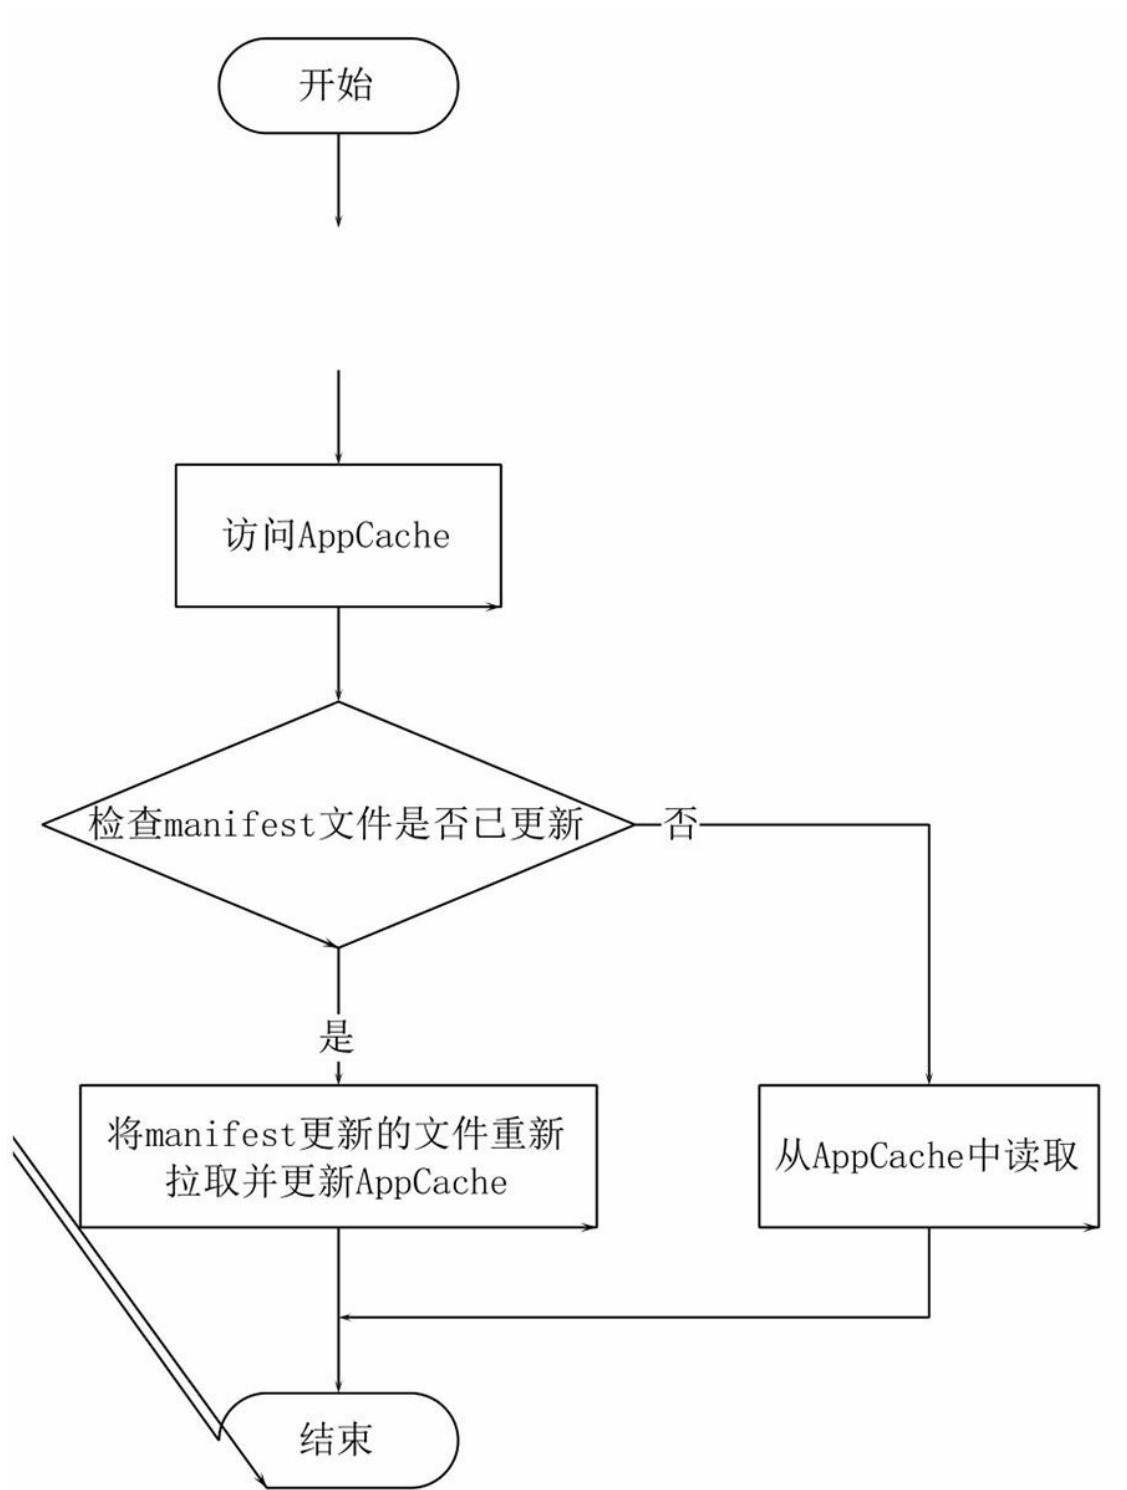 开始
访问AppCache
检查manifest文件是否已更新
否
是
将manifest更新的文件重新
拉取并更新AppCache
从AppCache中读取
结束